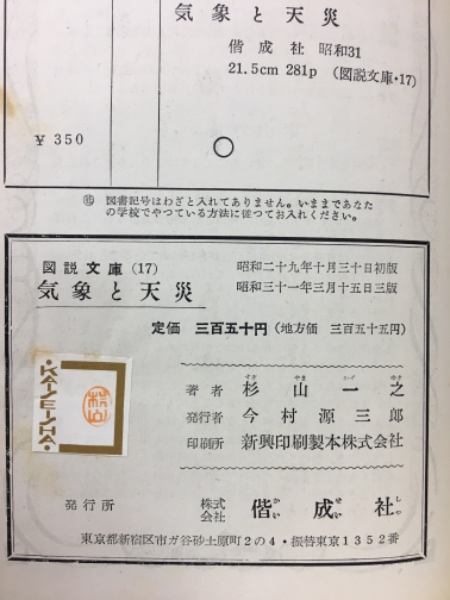 気象と天災
偕成社 昭和31
21.5cm 281p (図説文庫・17)
¥350
○
註 図書記号はわざと入れてありません。いままであなた
の学校でやつている方法に従つてお入れください。
図説文庫(17)
気象と天災
昭和二十九年十月三十日初版
昭和三十一年三月十五日三版
定価 三百五十円(地方価 三百五十五円)
・KAISEISHA・
著者 杉山一之
発行者 今村源三郎
印刷所 新興印刷製本株式会社
発行所 株式会社 偕成社
かい せい しや
東京都新宿区市ガ谷砂土原町2の4・振替東京1352番